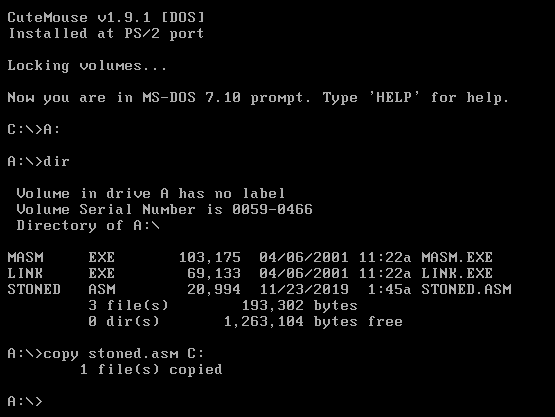 CuteMouse v1.9.1 [DOS]
Installed at PS/2 port
Locking volumes...
Now you are in MS-DOS 7.10 prompt. Type 'HELP' for help.
C:\>A:
A:\>dir
Volume in drive A has no label
Volume Serial Number is 0059-0466
Directory of A:\
MASM     EXE       103,175  04/06/2001 11:22a MASM.EXE
LINK     EXE        69,133  04/06/2001 11:22a LINK.EXE
STONED   ASM        20,994  11/23/2019  1:45a STONED.ASM
3 file(s)        193,302 bytes
0 dir(s)       1,263,104 bytes free
A:\>copy stoned.asm C:
1 file(s) copied
A:\>